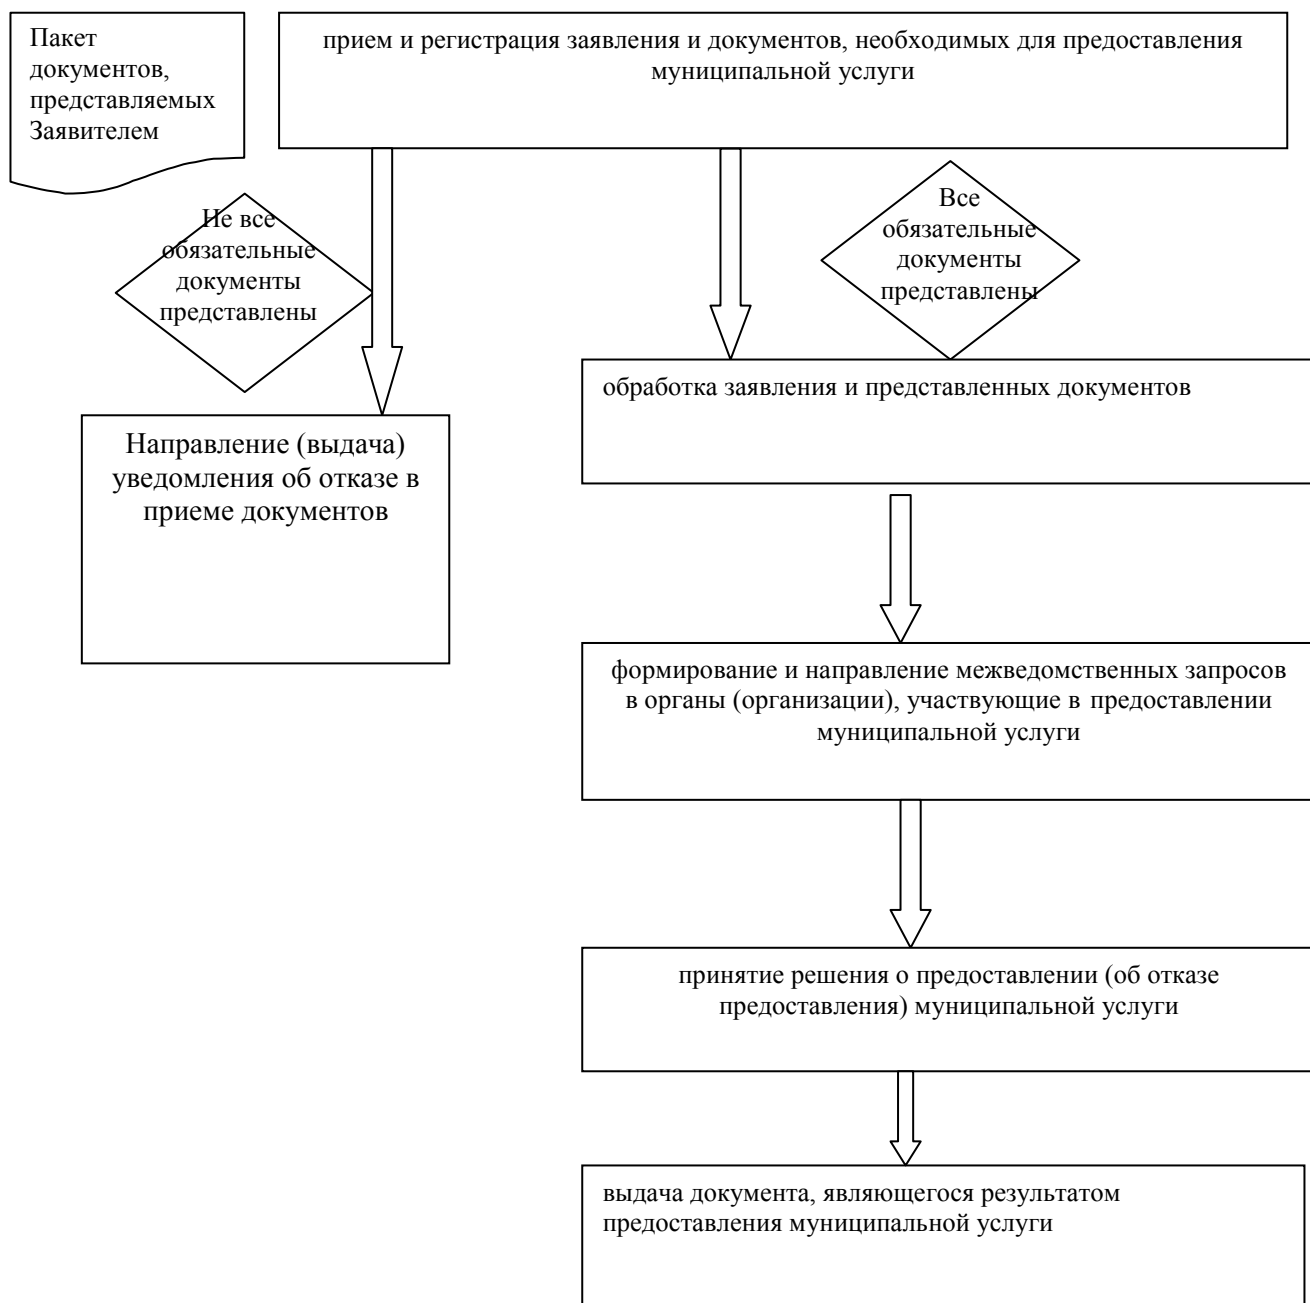 Пакет
документов,
представляемых
Заявителем
прием и регистрация заявления и документов, необходимых для предоставления
муниципальной услуги
Не все
обязательные
документы
представлены
Все
обязательные
документы
представлены
обработка заявления и представленных документов
Направление (выдача)
уведомления об отказе в
приеме документов
формирование и направление межведомственных запросов
в органы (организации), участвующие в предоставлении
муниципальной услуги
принятие решения о предоставлении (об отказе
предоставления) муниципальной услуги
выдача документа, являющегося результатом
предоставления муниципальной услуги